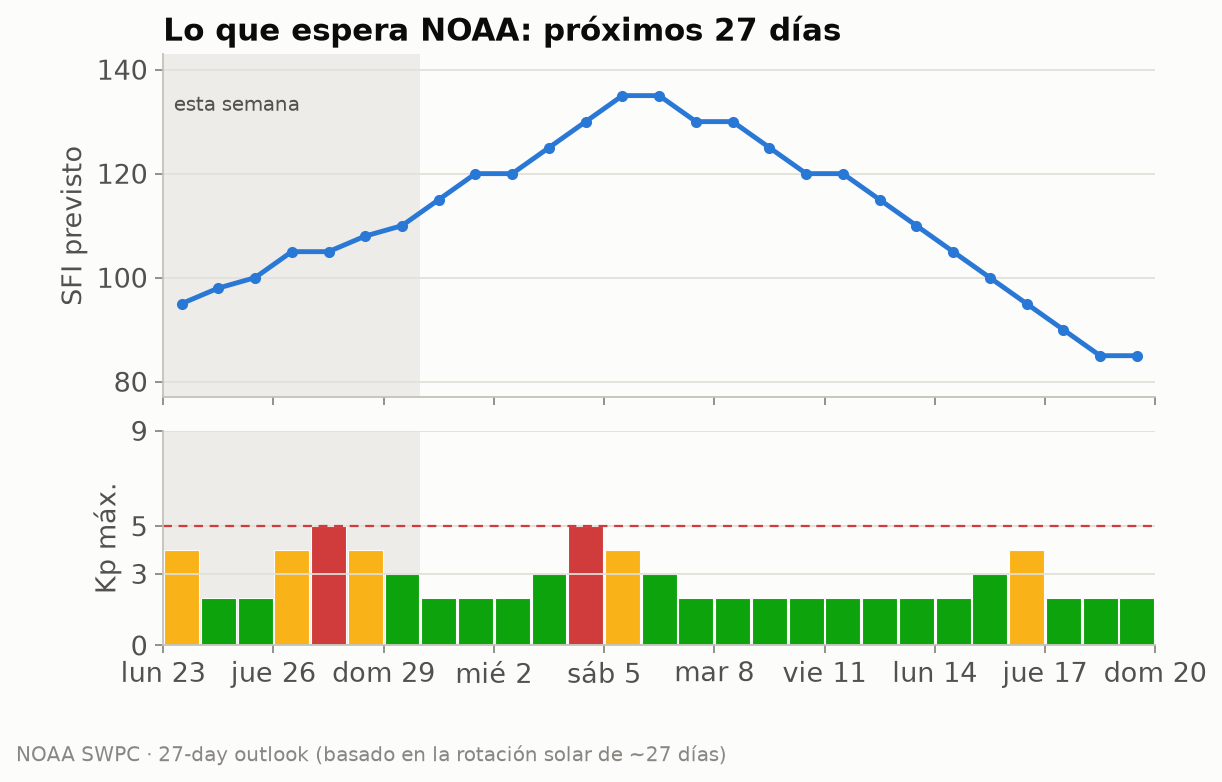 Lo que espera NOAA: próximos 27 días
140
esta semana
120
SFI previsto
100
80
9
5
Kp máx.
3
0
lun 23 jue 26 dom 29 mié 2 sáb 5 mar 8 vie 11 lun 14 jue 17 dom 20
NOAA SWPC · 27-day outlook (basado en la rotación solar de ~27 días)